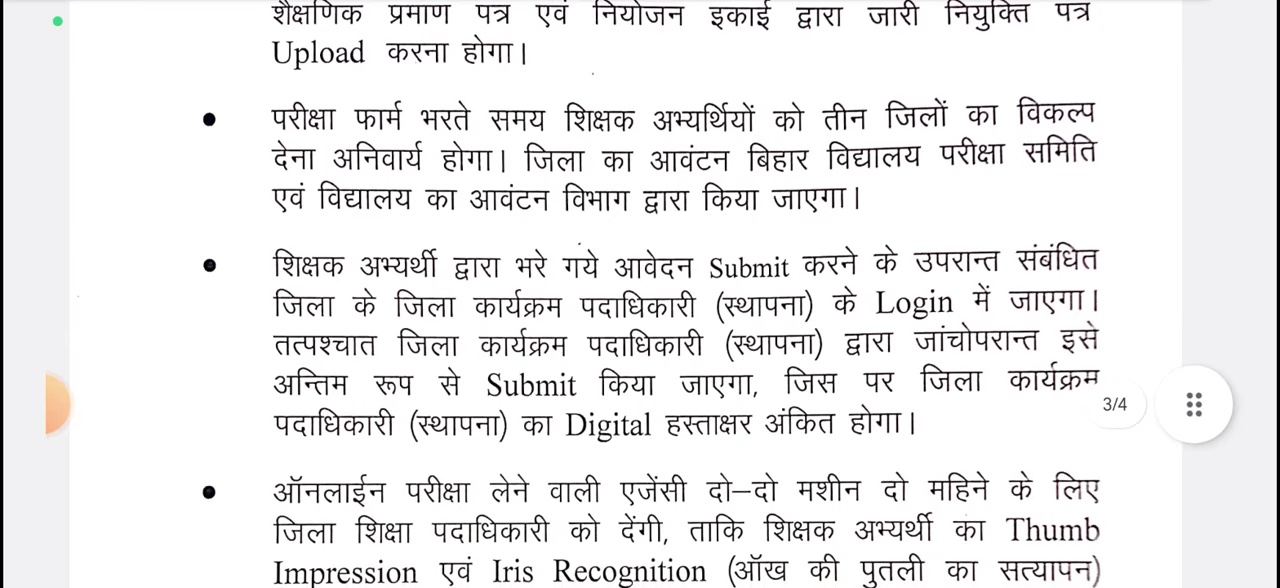 शैक्षणिक प्रमाण पत्र एवं नियोजन इकाई द्वारा जारी नियुक्ति पत्र
Upload करना होगा।
• परीक्षा फार्म भरते समय शिक्षक अभ्यर्थियों को तीन जिलों का विकल्प
देना अनिवार्य होगा। जिला का आवंटन बिहार विद्यालय परीक्षा समिति
एवं विद्यालय का आवंटन विभाग द्वारा किया जाएगा।
• शिक्षक अभ्यर्थी द्वारा भरे गये आवेदन Submit करने के उपरान्त संबंधित
जिला के जिला कार्यक्रम पदाधिकारी (स्थापना) के Login में जाएगा।
तत्पश्चात जिला कार्यक्रम पदाधिकारी (स्थापना) द्वारा जांचोपरान्त इसे
अन्तिम रूप से Submit किया जाएगा, जिस पर जिला कार्यक्रम
पदाधिकारी (स्थापना) का Digital हस्ताक्षर अंकित होगा।
3/4
• ऑनलाईन परीक्षा लेने वाली एजेंसी दो–दो मशीन दो महिने के लिए
जिला शिक्षा पदाधिकारी को देंगी, ताकि शिक्षक अभ्यर्थी का Thumb
Impression एवं Iris Recognition (ऑख की पुतली का सत्यापन)